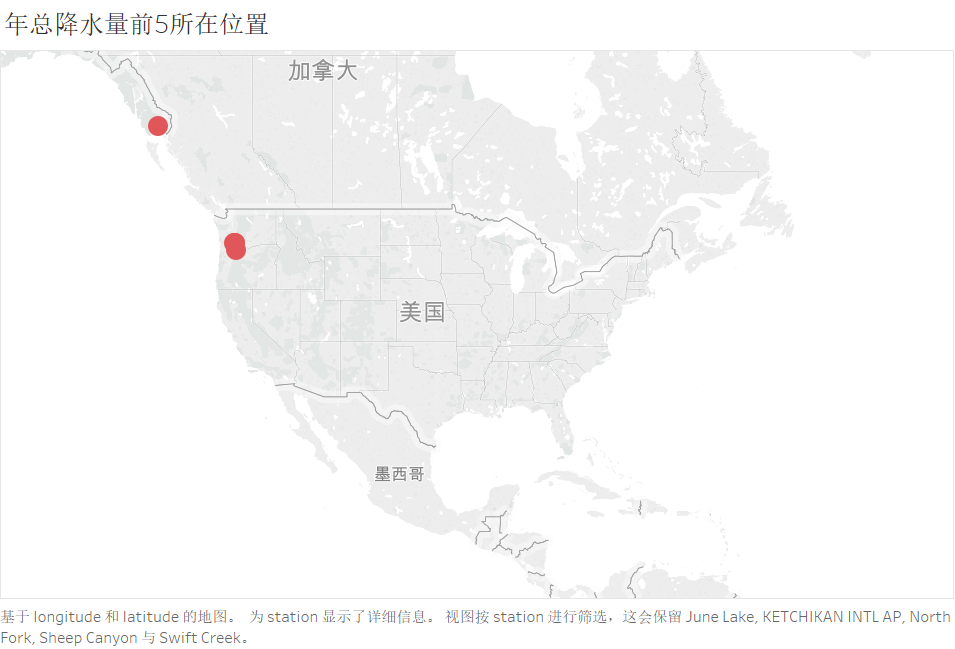 年总降水量前5所在位置
加拿大
美国
墨西哥
基于 longitude 和 latitude 的地图。 为 station 显示了详细信息。 视图按 station 进行筛选，这会保留 June Lake, KETCHIKAN INTL AP, North
Fork, Sheep Canyon 与 Swift Creek。